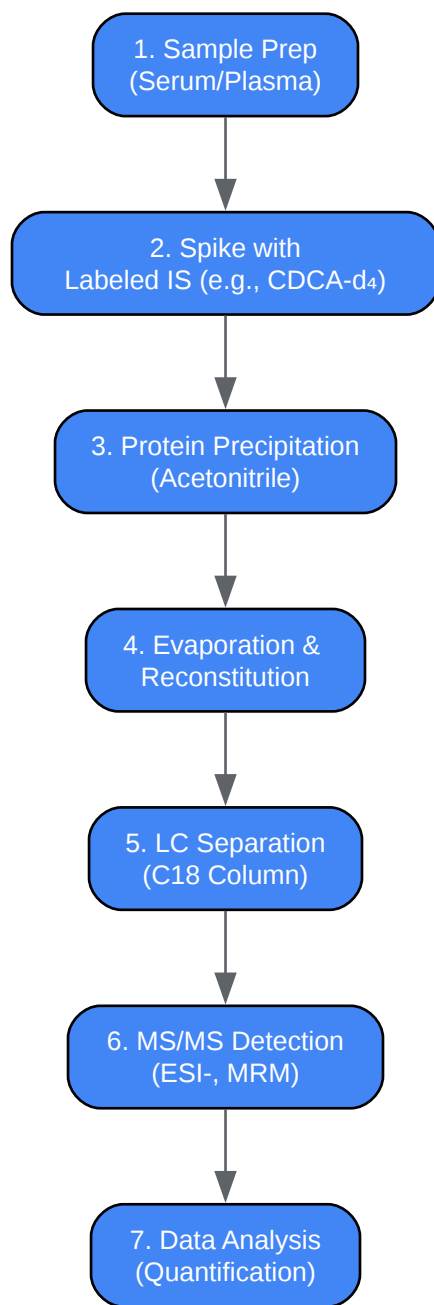 1. Sample Prep
(Serum/Plasma)
2. Spike with
Labeled IS (e.g., CDCA-d₄)
3. Protein Precipitation
(Acetonitrile)
4. Evaporation &
Reconstitution
5. LC Separation
(C18 Column)
6. MS/MS Detection
(ESI-, MRM)
7. Data Analysis
(Quantification)